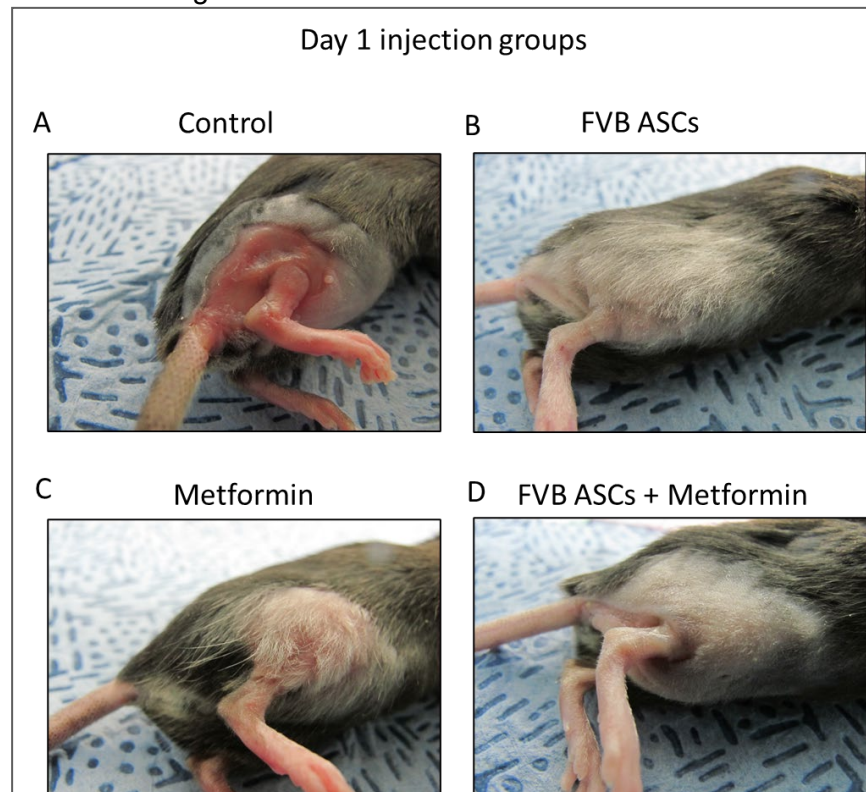 Day 1 injection groups
A Control
B FVB ASCs
C Metformin
D FVB ASCs + Metformin